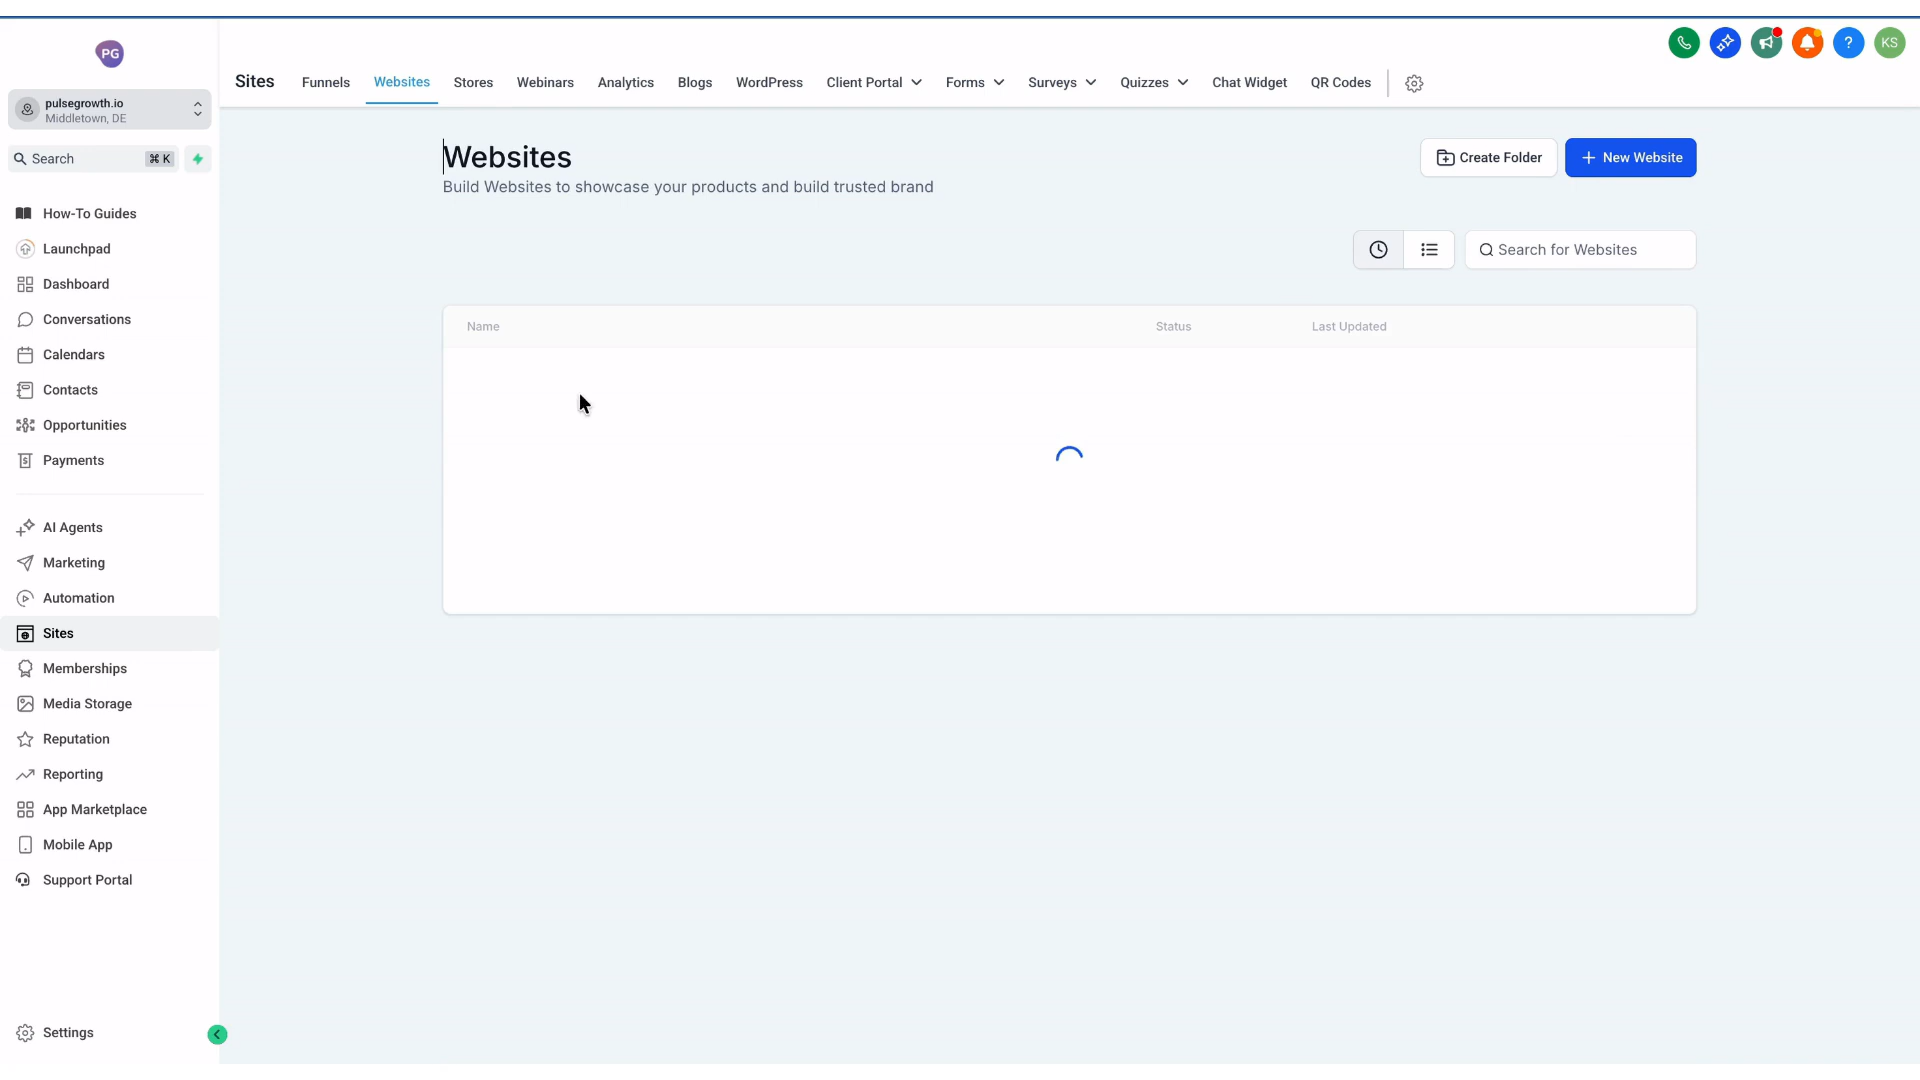 PG
pulsegrowth.io
Middletown, DE
Search ⌘ K
How-To Guides
Launchpad
Dashboard
Conversations
Calendars
Contacts
Opportunities
Payments
AI Agents
Marketing
Automation
Sites
Memberships
Media Storage
Reputation
Reporting
App Marketplace
Mobile App
Support Portal
Settings
KS
Sites Funnels Websites Stores Webinars Analytics Blogs WordPress Client Portal Forms Surveys Quizzes Chat Widget QR Codes
Websites
Build Websites to showcase your products and build trusted brand
Create Folder
+ New Website
Search for Websites
Name Status Last Updated